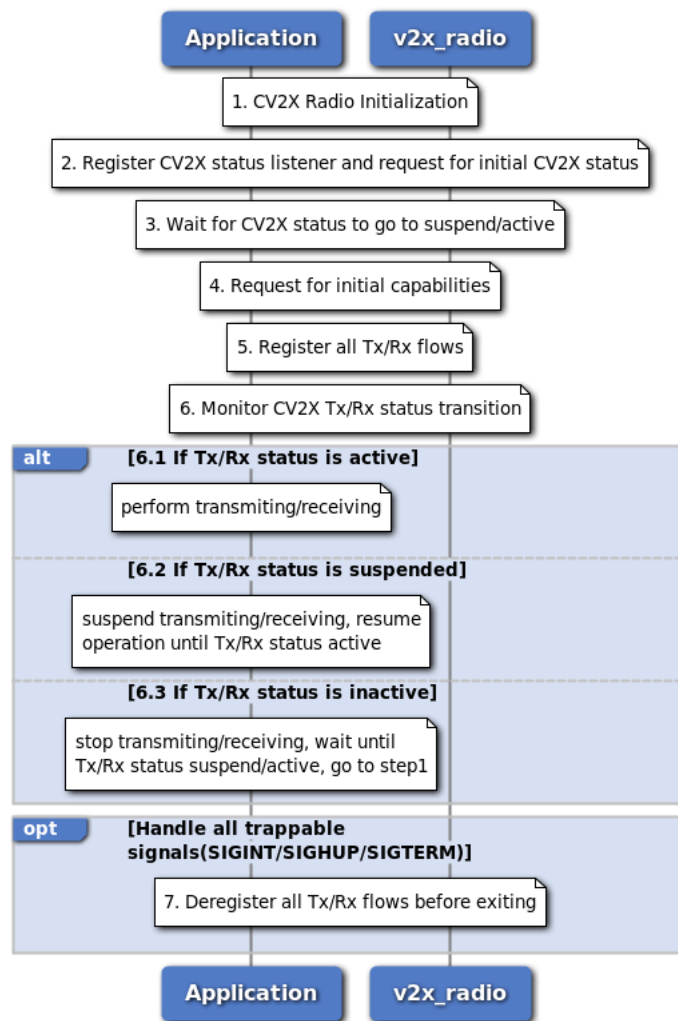 Application v2x_radio
1. CV2X Radio Initialization
2. Register CV2X status listener and request for initial CV2X status
3. Wait for CV2X status to go to suspend/active
4. Request for initial capabilities
5. Register all Tx/Rx flows
6. Monitor CV2X Tx/Rx status transition
alt [6.1 If Tx/Rx status is active]
perform transmiting/receiving
[6.2 If Tx/Rx status is suspended]
suspend transmiting/receiving, resume
operation until Tx/Rx status active
[6.3 If Tx/Rx status is inactive]
stop transmiting/receiving, wait until
Tx/Rx status suspend/active, go to step1
opt [Handle all trappable
signals(SIGINT/SIGHUP/SIGTERM)]
7. Deregister all Tx/Rx flows before exiting
Application v2x_radio